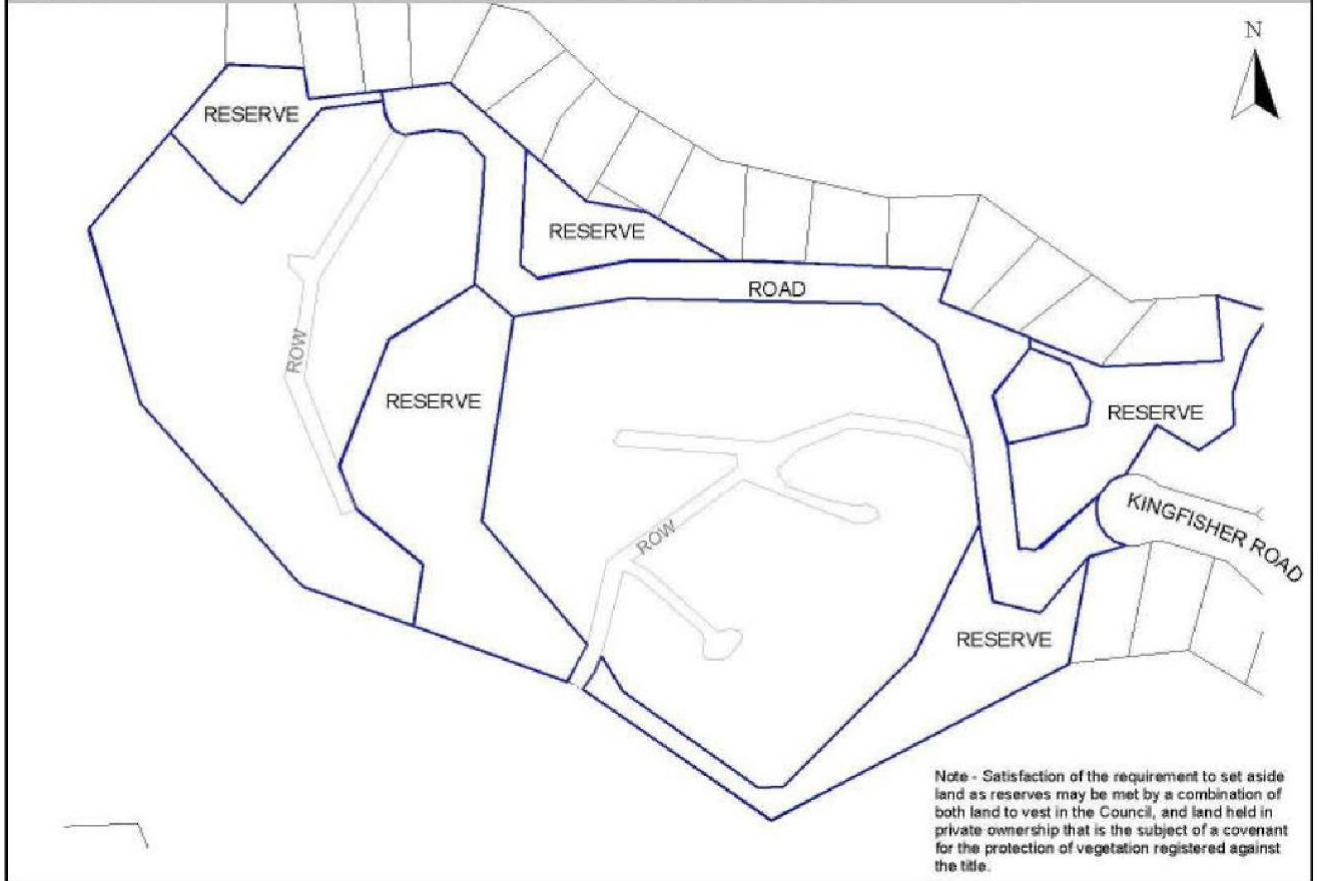 N
RESERVE
RESERVE
ROAD
ROW
RESERVE
RESERVE
KINGFISHER ROAD
ROW
RESERVE
Note - Satisfaction of the requirement to set aside
land as reserves may be met by a combination of
both land to vest in the Council, and land held in
private ownership that is the subject of a covenant
for the protection of vegetation registered against
the title.